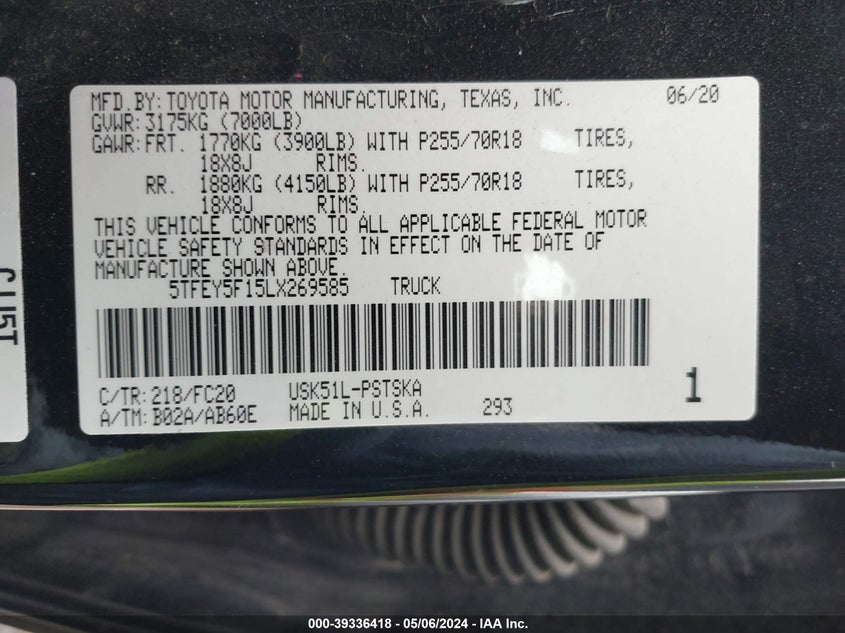 MFD.BY: TOYOTA MOTOR MANUFACTURING, TEXAS, INC. 06/20
GVWR: 3175KG (7000LB)
GAWR: FRT. 1770KG (3900LB) WITH P255/70R18 TIRES,
18X8J RIMS.
RR. 1880KG (4150LB) WITH P255/70R18 TIRES,
18X8J RIMS.
THIS VEHICLE CONFORMS TO ALL APPLICABLE FEDERAL MOTOR
VEHICLE SAFETY STANDARDS IN EFFECT ON THE DATE OF
MANUFACTURE SHOWN ABOVE.
5TFEY5F15LX269585 TRUCK
C/TR: 218/FC20 USK51L-PSTSKA
A/TM: B02A/AB60E MADE IN U.S.A. 293 1
000-39336418 - 05/06/2024 - IAA Inc.